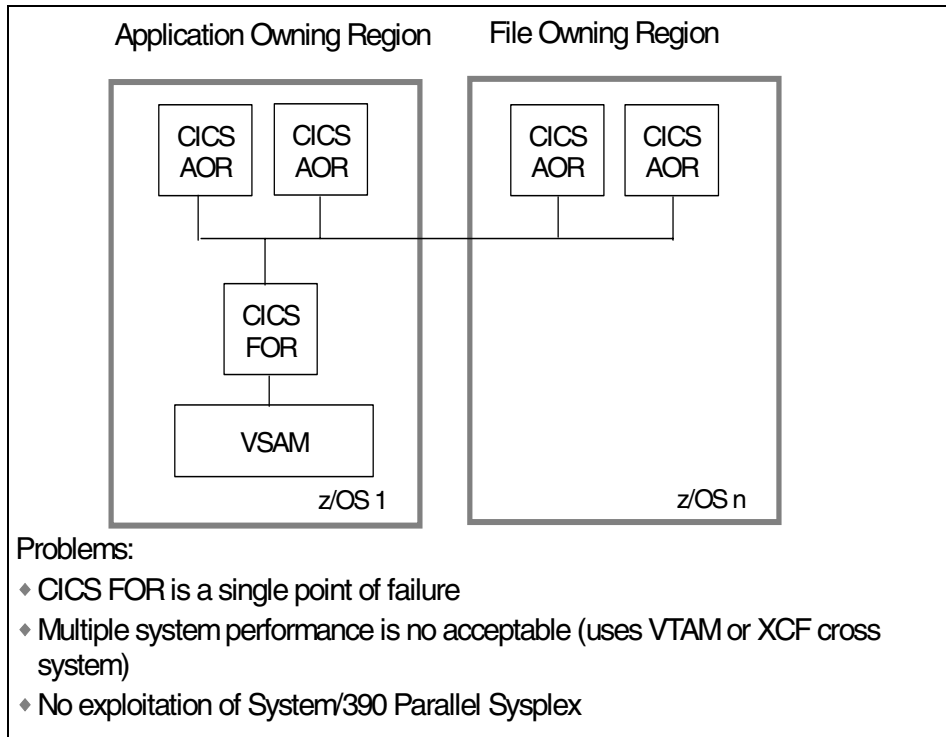 Application Owning Region
File Owning Region
CICS
AOR
CICS
AOR
CICS
AOR
CICS
AOR
CICS
FOR
VSAM
z/OS 1
z/OS n
Problems:
◆ CICS FOR is a single point of failure
◆ Multiple system performance is no acceptable (uses VTAM or XCF cross
system)
◆ No exploitation of System/390 Parallel Sysplex